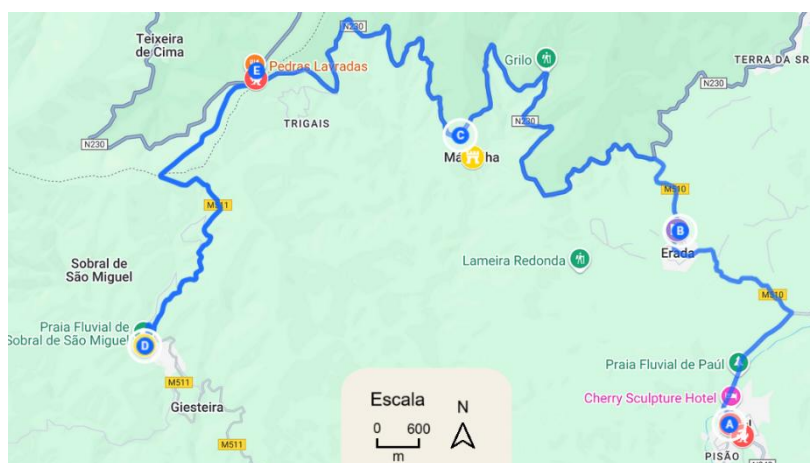 N230
Teixeira
de Cima
E
Pedras Lavradas
Grilo
TERRA DA SR
N230
TRIGAIS
N230
C
N230
M511
M510
B
Erada
Sobral de
São Miguel
Lameira Redonda
M510
Praia Fluvial de
Sobral de São Miguel
D
Praia Fluvial de Paúl
M511
Giesteira
Cherry Sculpture Hotel
A
PISÃO
M511
Escala
N
0 600
m